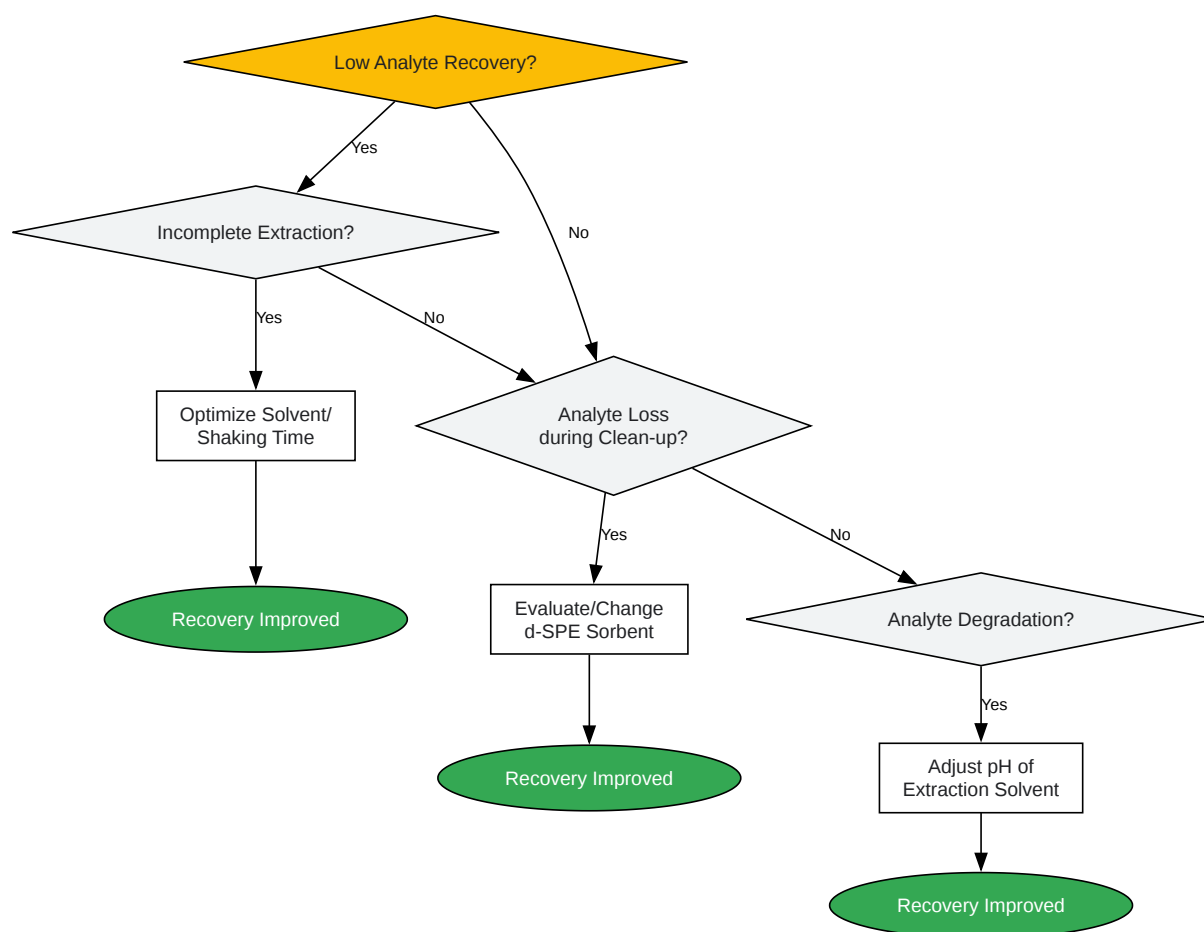 Low Analyte Recovery?
Yes
No
Incomplete Extraction?
Yes
No
Optimize Solvent/
Shaking Time
Analyte Loss
during Clean-up?
Recovery Improved
Yes
No
Evaluate/Change
d-SPE Sorbent
Analyte Degradation?
Yes
Recovery Improved
Adjust pH of
Extraction Solvent
Recovery Improved